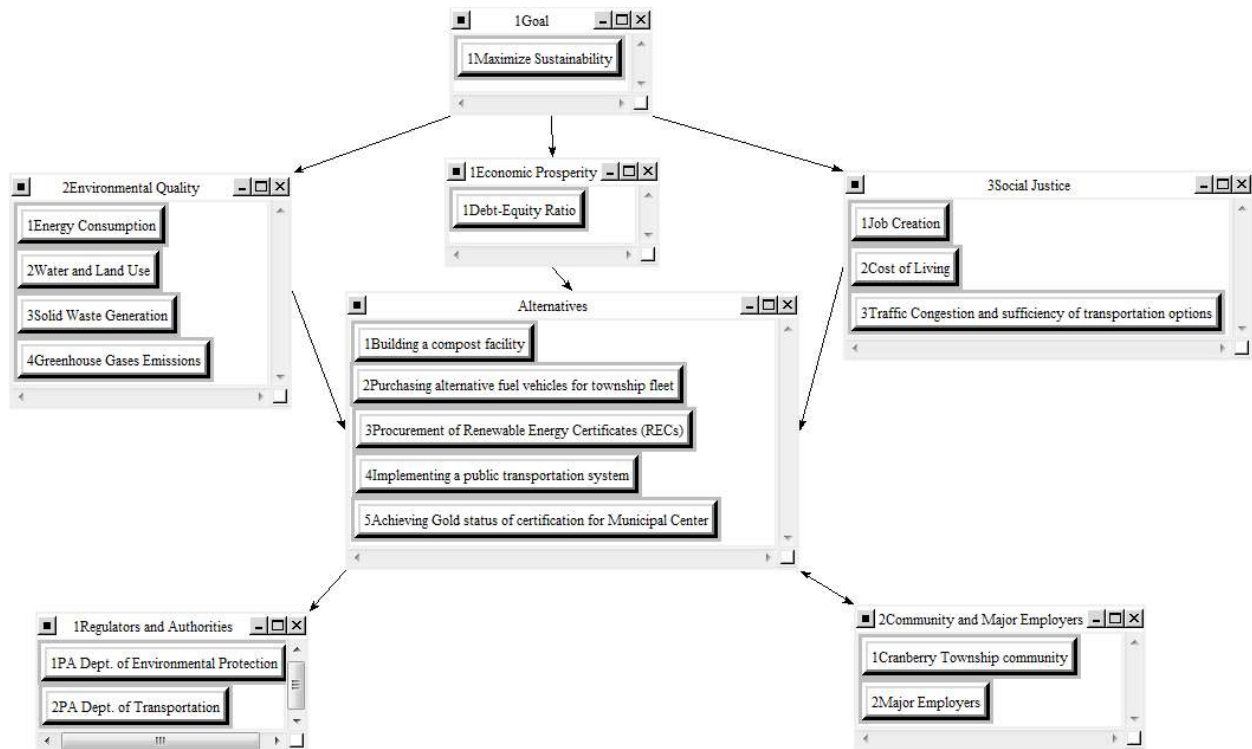 1Goal
1Maximize Sustainability
2Environmental Quality
1Energy Consumption
2Water and Land Use
3Solid Waste Generation
4Greenhouse Gases Emissions
1Economic Prosperity
1Debt-Equity Ratio
3Social Justice
1Job Creation
2Cost of Living
3Traffic Congestion and sufficiency of transportation options
Alternatives
1Building a compost facility
2Purchasing alternative fuel vehicles for township fleet
3Procurement of Renewable Energy Certificates (RECs)
4Implementing a public transportation system
5Achieving Gold status of certification for Municipal Center
1Regulators and Authorities
1PA Dept. of Environmental Protection
2PA Dept. of Transportation
2Community and Major Employers
1Cranberry Township community
2Major Employers